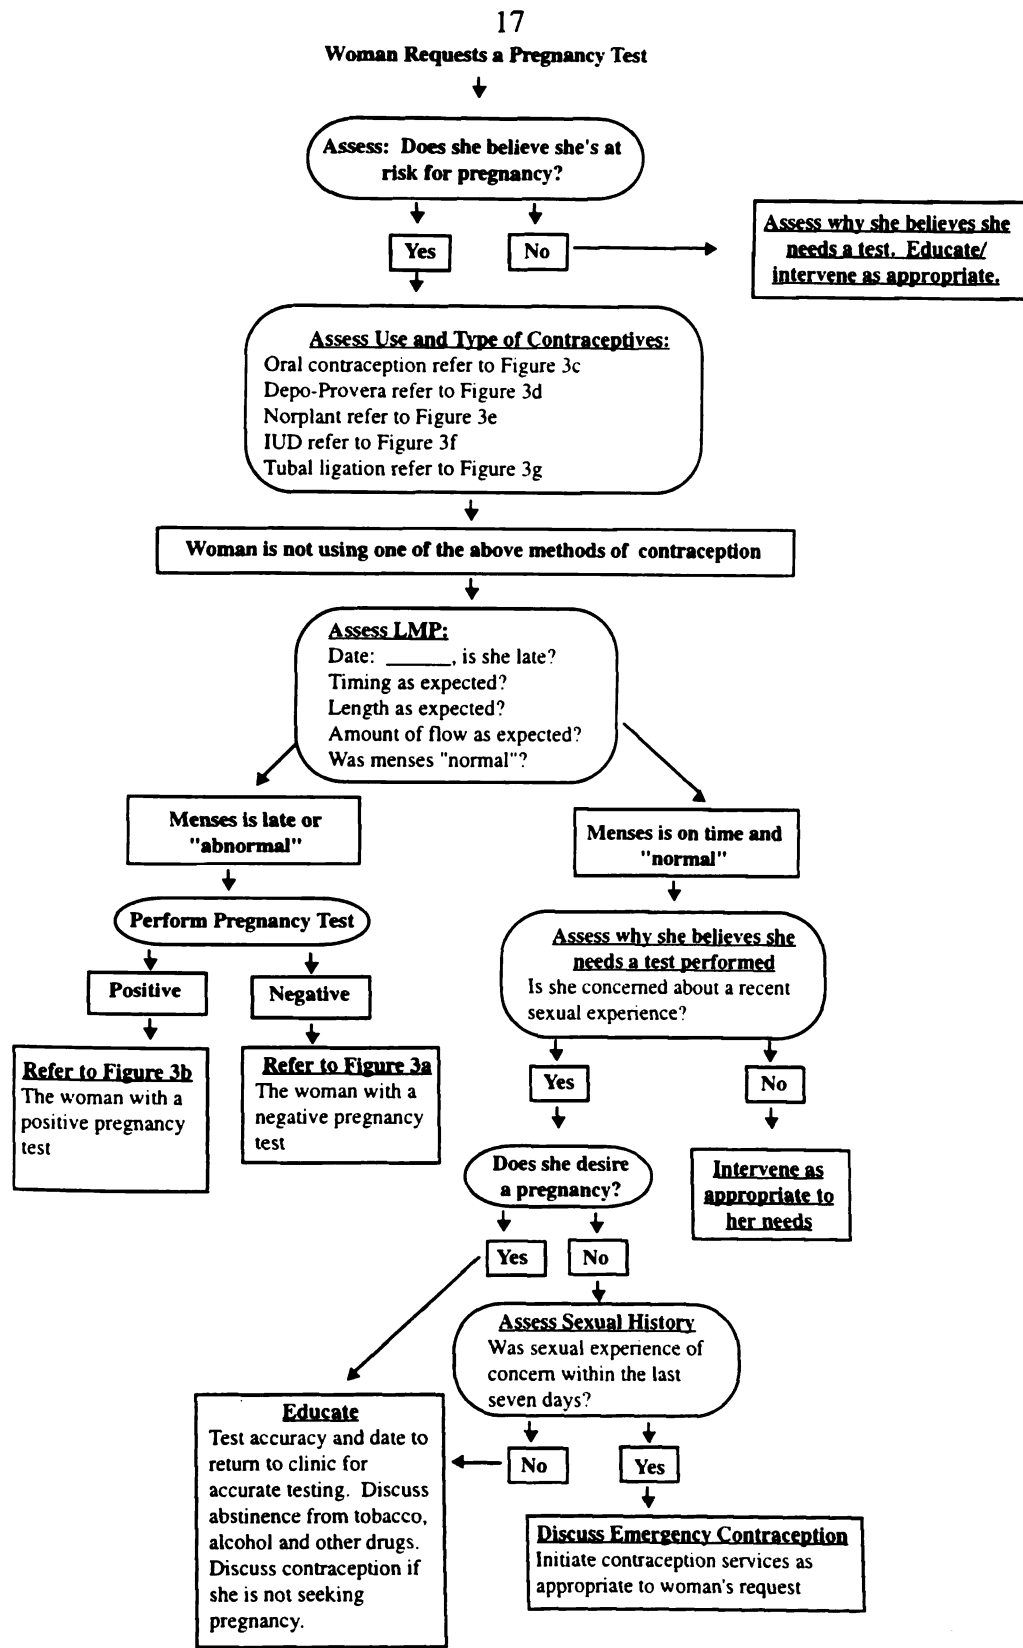 17
Woman Requests a Pregnancy Test
Assess: Does she believe she's at
risk for pregnancy?
Yes
No
Assess why she believes she
needs a test. Educate/
intervene as appropriate.
Assess Use and Type of Contraceptives:
Oral contraception refer to Figure 3c
Depo-Provera refer to Figure 3d
Norplant refer to Figure 3e
IUD refer to Figure 3f
Tubal ligation refer to Figure 3g
Woman is not using one of the above methods of contraception
Assess LMP:
Date: ______, is she late?
Timing as expected?
Length as expected?
Amount of flow as expected?
Was menses "normal"?
Menses is late or
"abnormal"
Menses is on time and
"normal"
Perform Pregnancy Test
Positive
Negative
Refer to Figure 3b
The woman with a
positive pregnancy
test
Refer to Figure 3a
The woman with a
negative pregnancy
test
Assess why she believes she
needs a test performed
Is she concerned about a recent
sexual experience?
Yes
No
Does she desire
a pregnancy?
Intervene as
appropriate to
her needs
Yes
No
Assess Sexual History
Was sexual experience of
concern within the last
seven days?
No
Yes
Educate
Test accuracy and date to
return to clinic for
accurate testing. Discuss
abstinence from tobacco,
alcohol and other drugs.
Discuss contraception if
she is not seeking
pregnancy.
Discuss Emergency Contraception
Initiate contraception services as
appropriate to woman's request